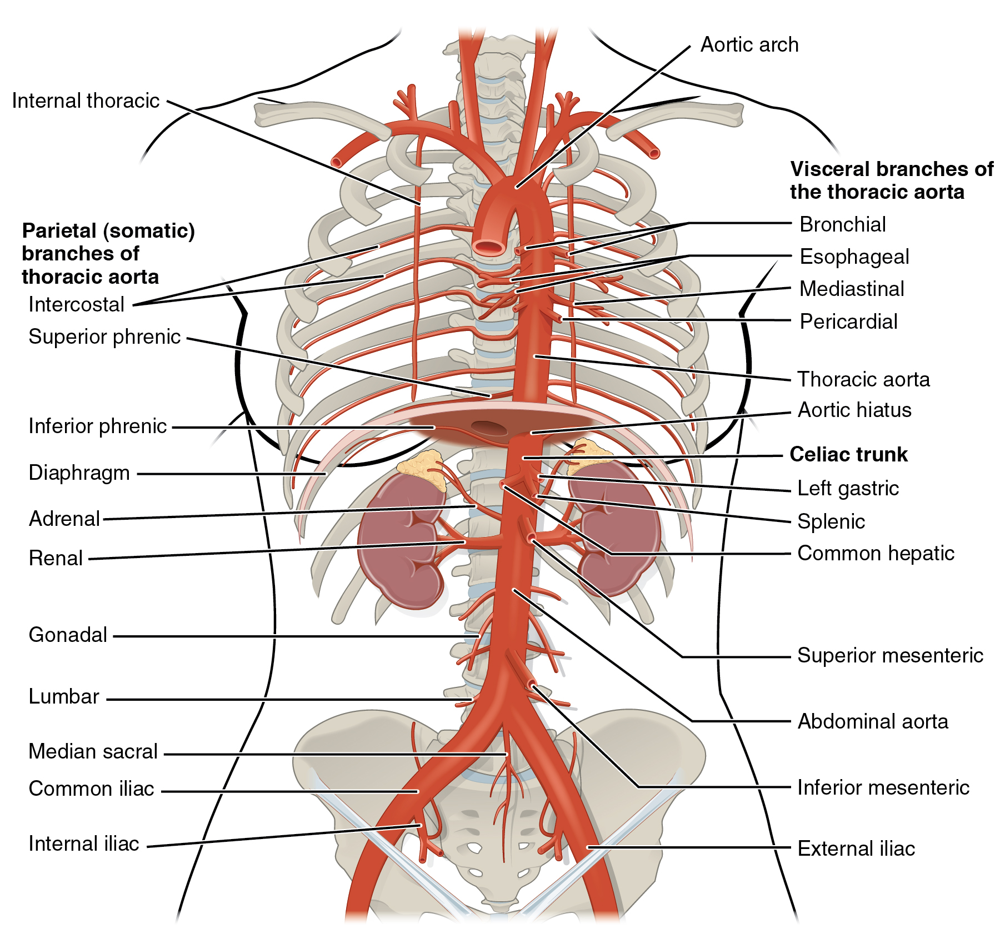 Aortic arch
Internal thoracic
Parietal (somatic)
branches of
thoracic aorta
Intercostal
Superior phrenic
Inferior phrenic
Diaphragm
Adrenal
Renal
Gonadal
Lumbar
Median sacral
Common iliac
Internal iliac
Visceral branches of
the thoracic aorta
Bronchial
Esophageal
Mediastinal
Pericardial
Thoracic aorta
Aortic hiatus
Celiac trunk
Left gastric
Splenic
Common hepatic
Superior mesenteric
Abdominal aorta
Inferior mesenteric
External iliac